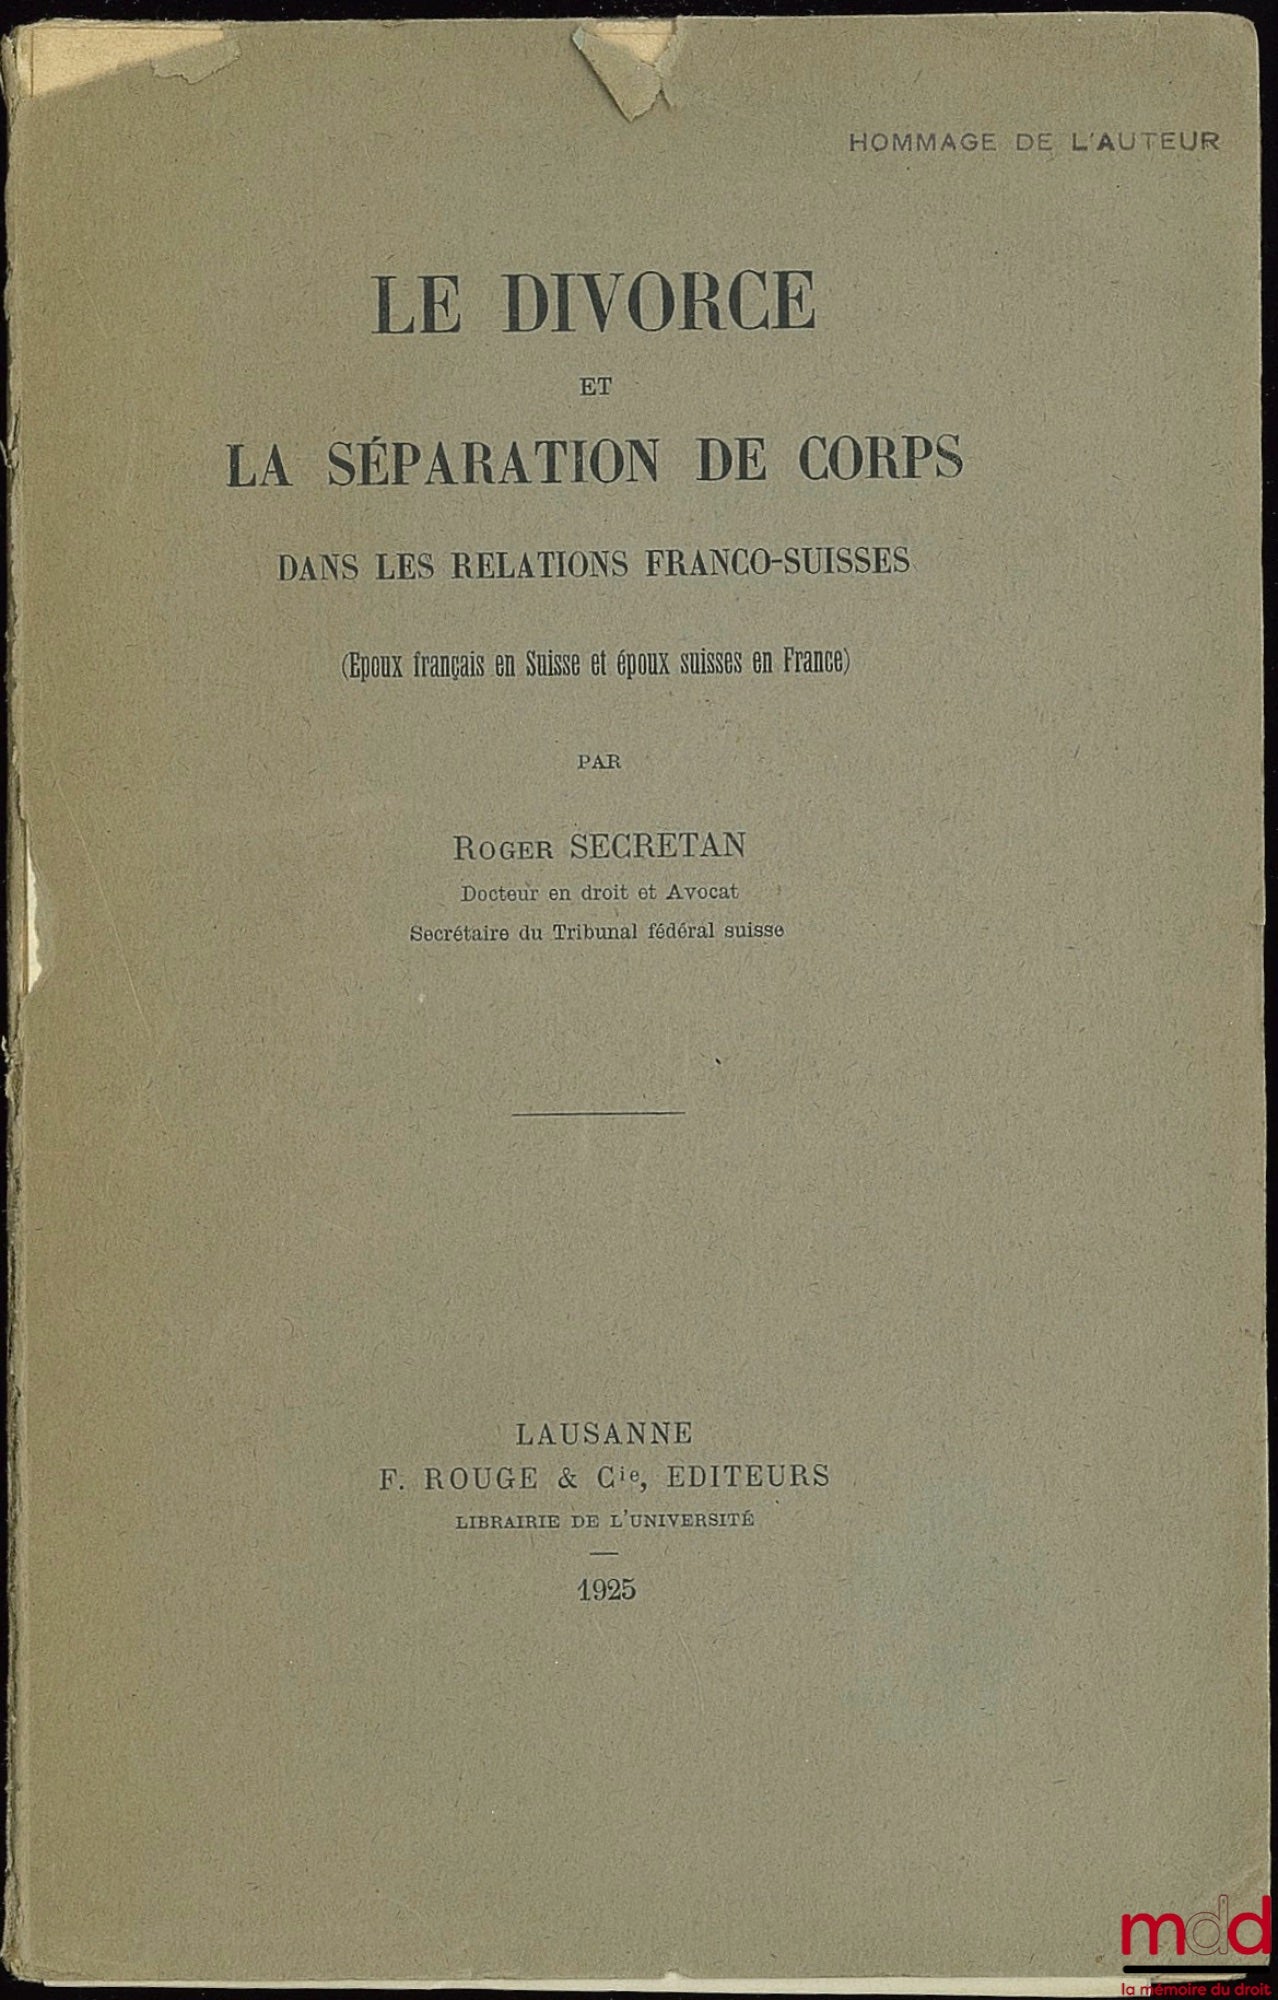 HOMMAGE DE L'AUTEUR
LE DIVORCE
ET
LA SÉPARATION DE CORPS
DANS LES RELATIONS FRANCO-SUISSES
(Epoux français en Suisse et époux suisses en France)
PAR
ROGER SECRETAN
Docteur en droit et Avocat
Secrétaire du Tribunal fédéral suisse
LAUSANNE
F. ROUGE & Cie, EDITEURS
LIBRAIRIE DE L'UNIVERSITÉ
1925
mdd
la mémoire du droit